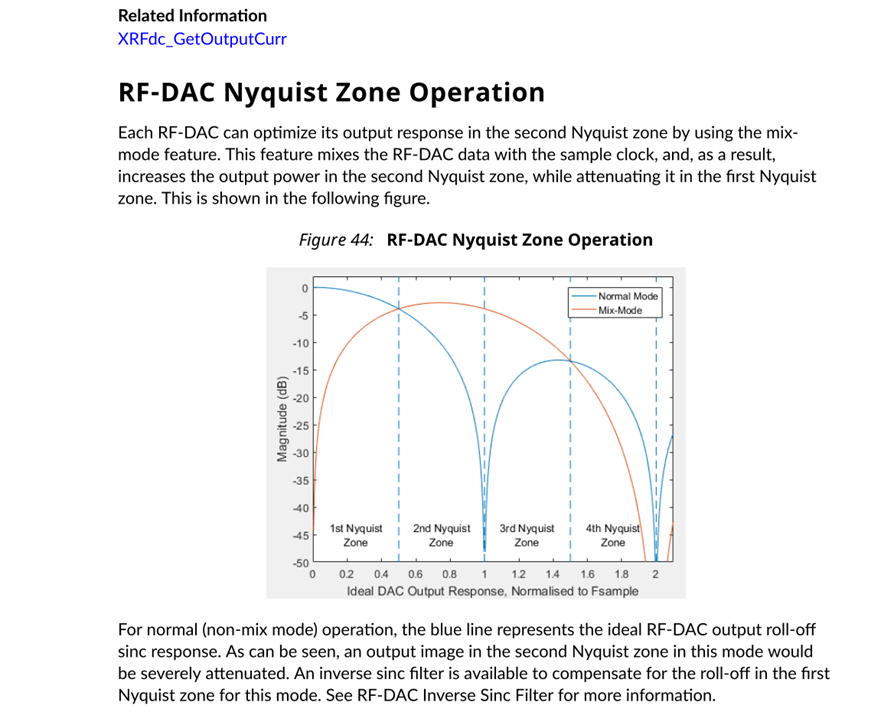 Related Information
XRFdc_GetOutputCurr
RF-DAC Nyquist Zone Operation
Each RF-DAC can optimize its output response in the second Nyquist zone by using the mix-
mode feature. This feature mixes the RF-DAC data with the sample clock, and, as a result,
increases the output power in the second Nyquist zone, while attenuating it in the first Nyquist
zone. This is shown in the following figure.
Figure 44: RF-DAC Nyquist Zone Operation
Normal Mode
Mix-Mode
Magnitude (dB)
0
-5
-10
-15
-20
-25
-30
-35
-40
-45
-50
1st Nyquist
Zone
2nd Nyquist
Zone
3rd Nyquist
Zone
4th Nyquist
Zone
0 0.2 0.4 0.6 0.8 1 1.2 1.4 1.6 1.8 2
Ideal DAC Output Response, Normalised to Fsample
For normal (non-mix mode) operation, the blue line represents the ideal RF-DAC output roll-off
sinc response. As can be seen, an output image in the second Nyquist zone in this mode would
be severely attenuated. An inverse sinc filter is available to compensate for the roll-off in the first
Nyquist zone for this mode. See RF-DAC Inverse Sinc Filter for more information.